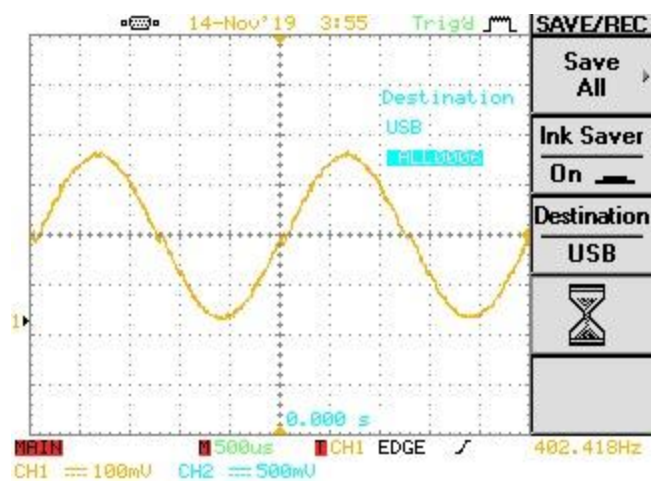 14-Nov'19 3:55 Trig'd SAVE/REC
Save
All
Destination
USB
ALL0006
Ink Saver
On
Destination
USB
1
0.000 s
MAIN M 500us T CH1 EDGE 402.418Hz
CH1 100mV CH2 500mV